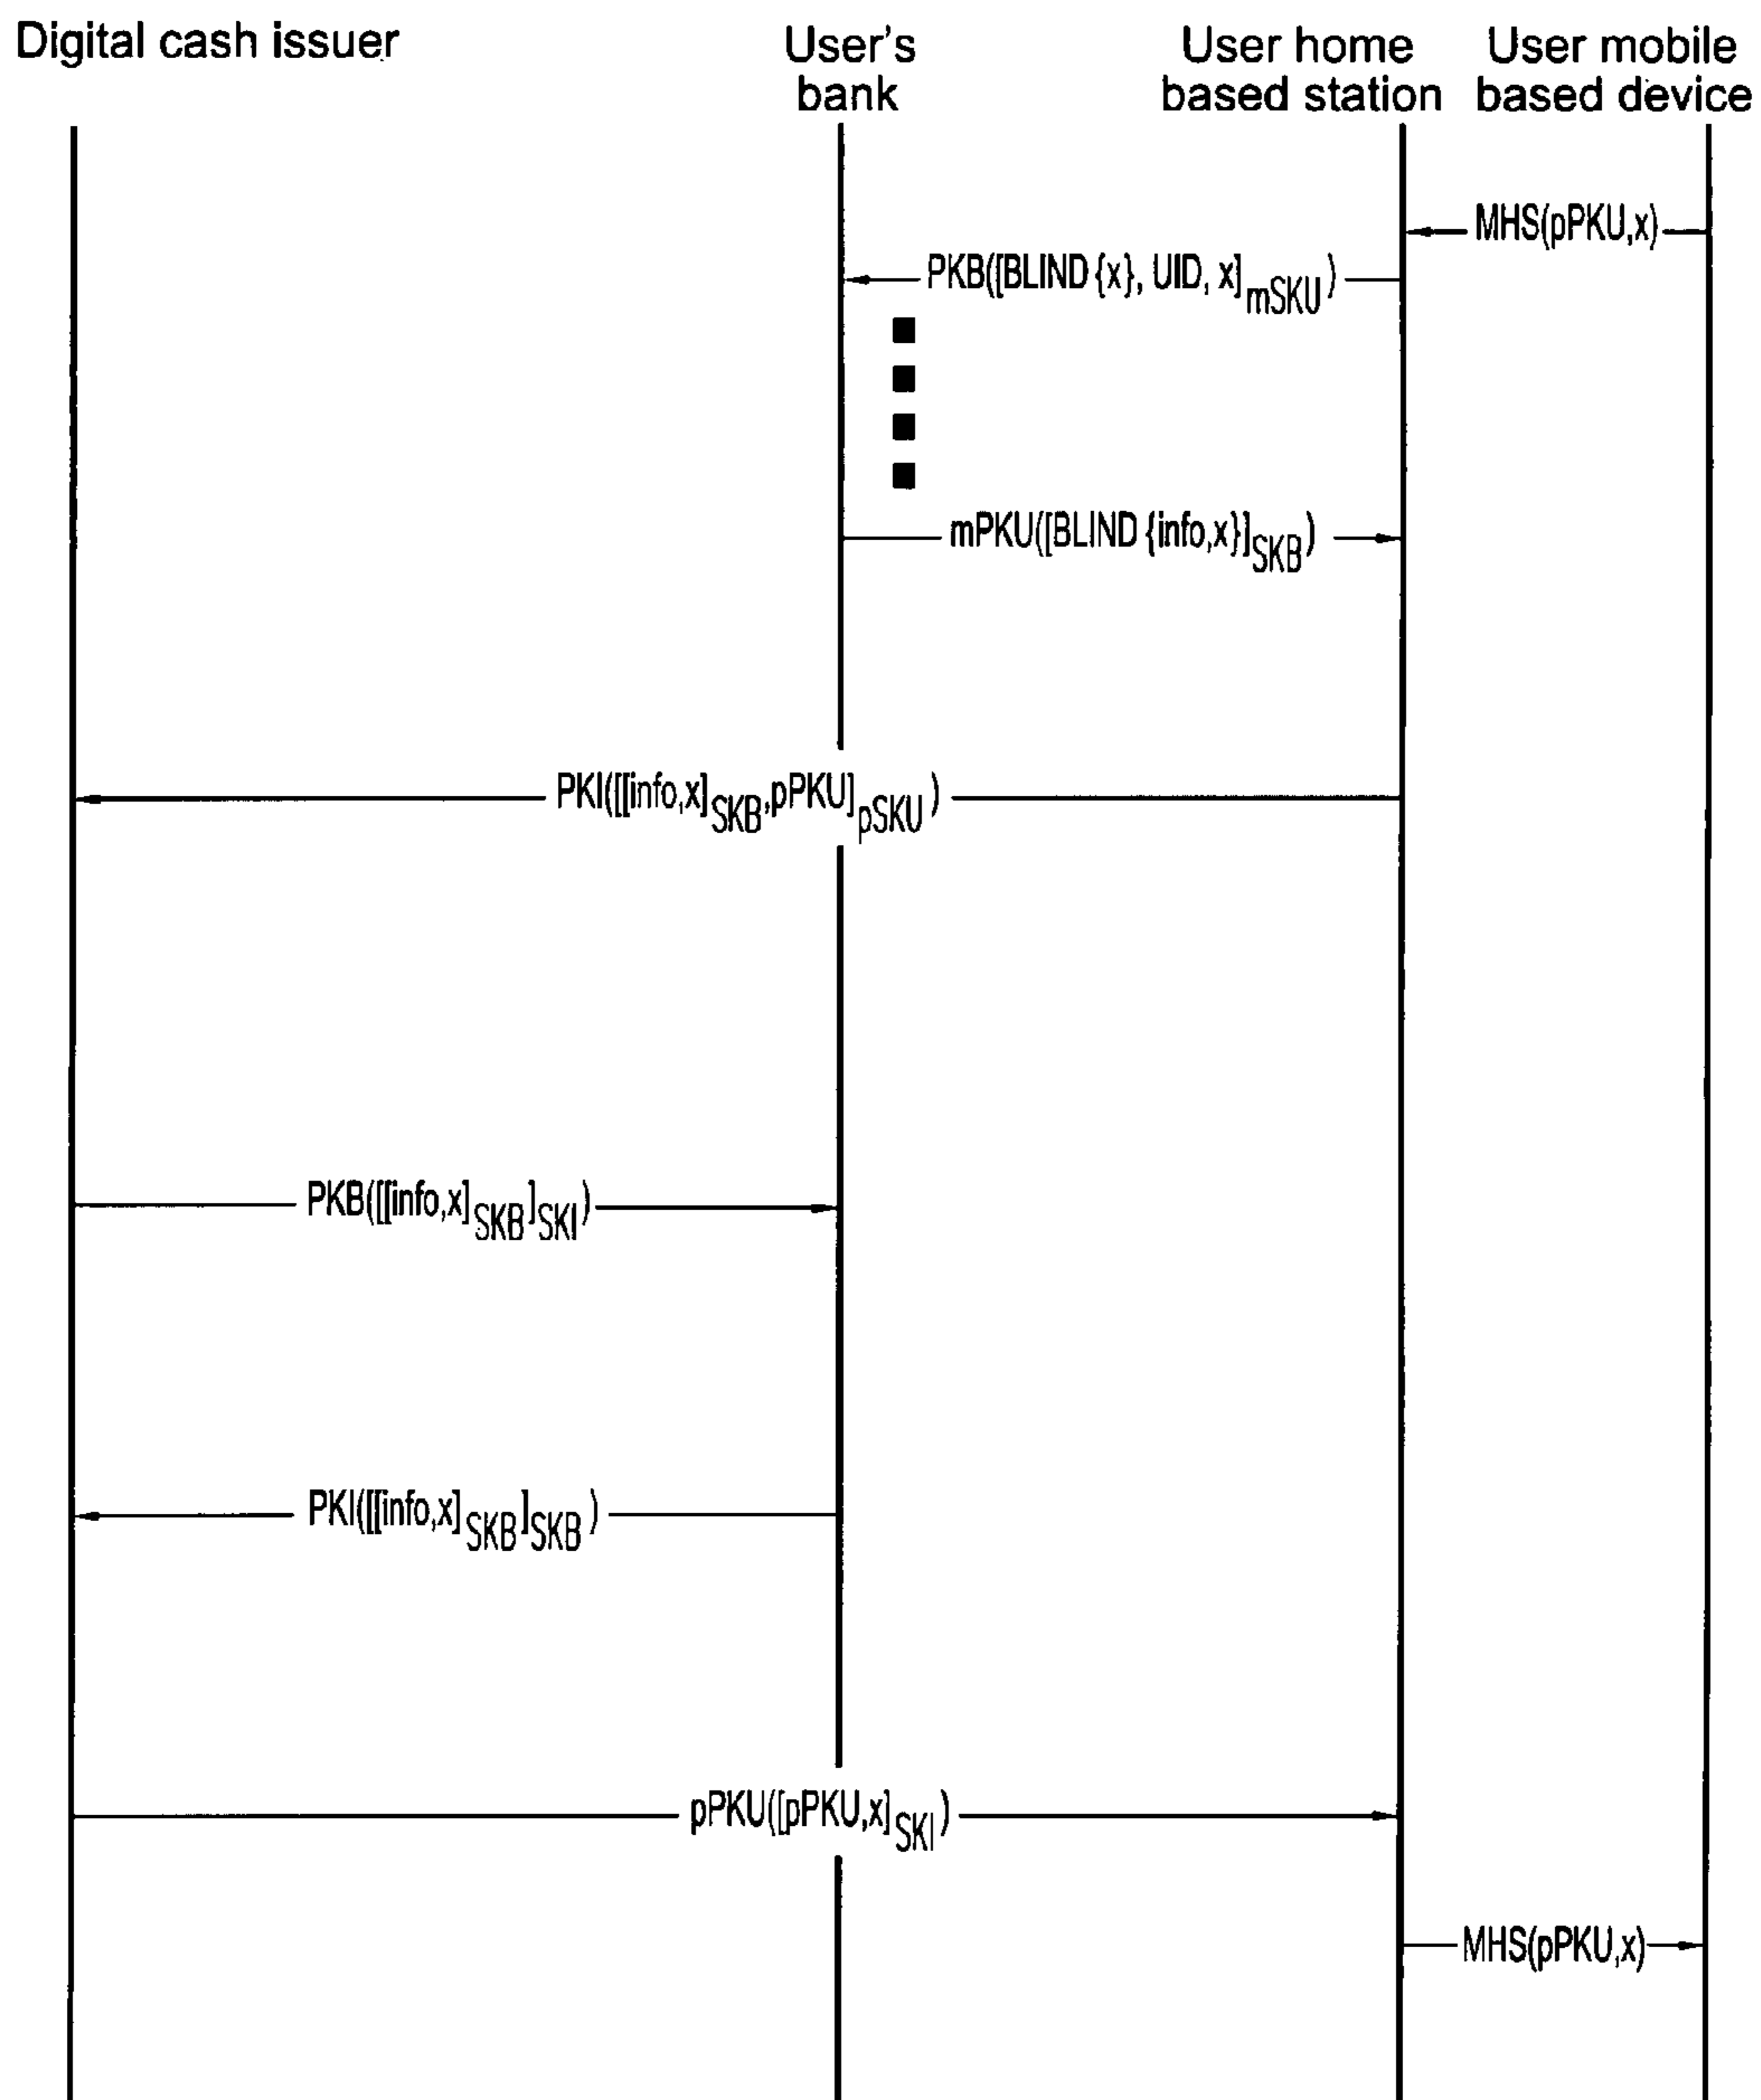 Digital cash issuer
User's
bank
User home
based station
User mobile
based device
MHS(pPKU,x)
PKB([BLIND {x}, UID, x]mSKU)
mPKU([BLIND {info,x}]SKB)
PKI([[info,x]SKB,pPKU]pSKU)
PKB([[info,x]SKB]SKI)
PKI([[info,x]SKB]SKB)
pPKU([pPKU,x]SKI)
MHS(pPKU,x)